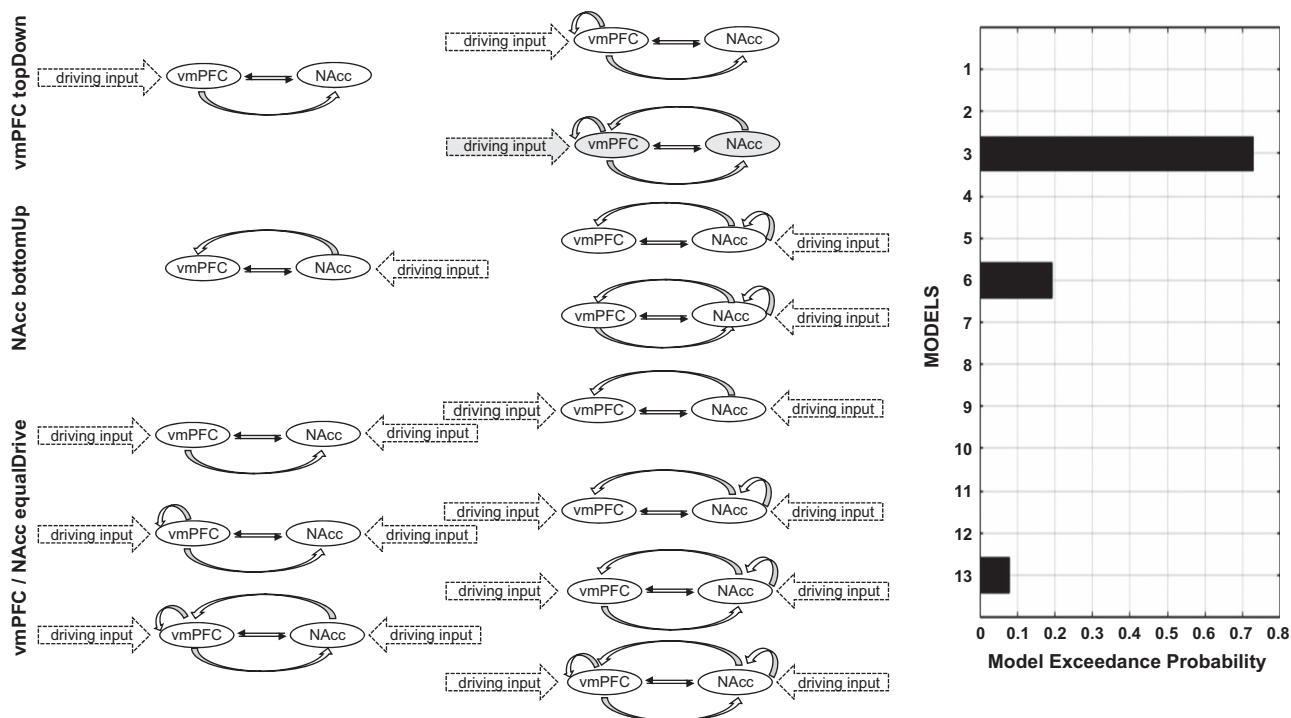 vmPFC topDown
driving input vmPFC NAcc
driving input vmPFC NAcc
driving input vmPFC NAcc
NAcc bottomUp
vmPFC NAcc driving input
vmPFC NAcc driving input
vmPFC NAcc driving input
vmPFC / NAcc equalDrive
driving input vmPFC NAcc driving input
driving input vmPFC NAcc driving input
driving input vmPFC NAcc driving input
driving input vmPFC NAcc driving input
driving input vmPFC NAcc driving input
driving input vmPFC NAcc driving input
driving input vmPFC NAcc driving input
MODELS
1
2
3
4
5
6
7
8
9
10
11
12
13
0 0.1 0.2 0.3 0.4 0.5 0.6 0.7 0.8
Model Exceedance Probability